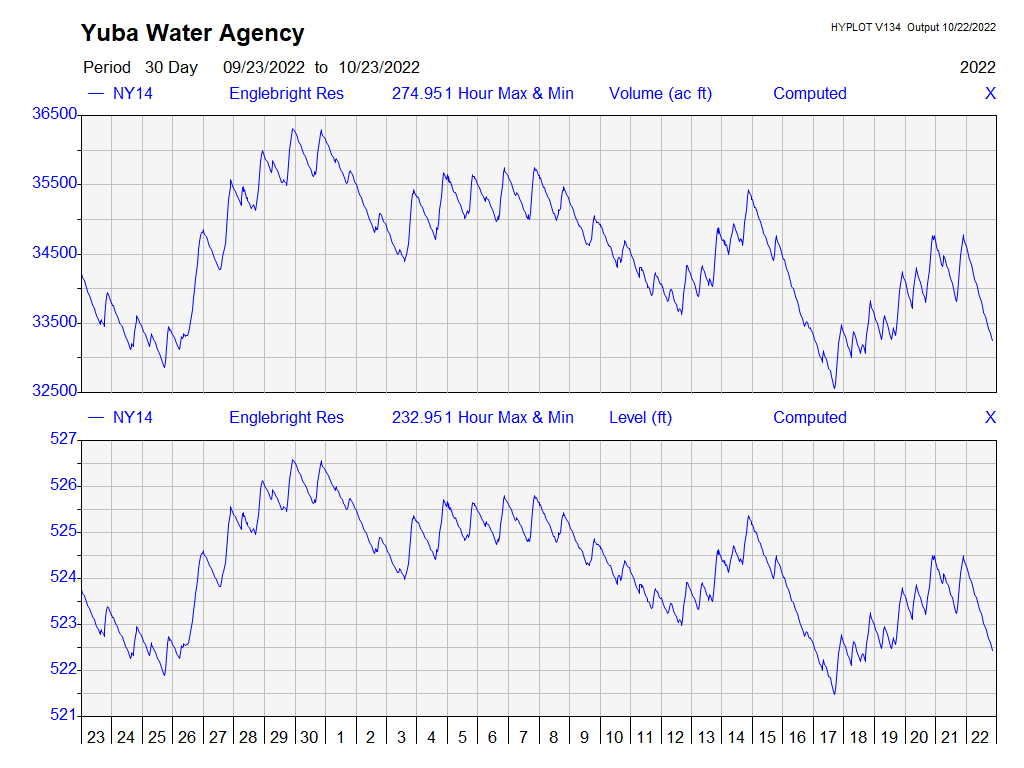 Yuba Water Agency
HYPLOT V134 Output 10/22/2022
Period 30 Day 09/23/2022 to 10/23/2022
2022
NY14 Englebright Res 274.951 Hour Max & Min Volume (ac ft) Computed X
36500
35500
34500
33500
32500
NY14 Englebright Res 232.951 Hour Max & Min Level (ft) Computed X
527
526
525
524
523
522
521
23 24 25 26 27 28 29 30 1 2 3 4 5 6 7 8 9 10 11 12 13 14 15 16 17 18 19 20 21 22